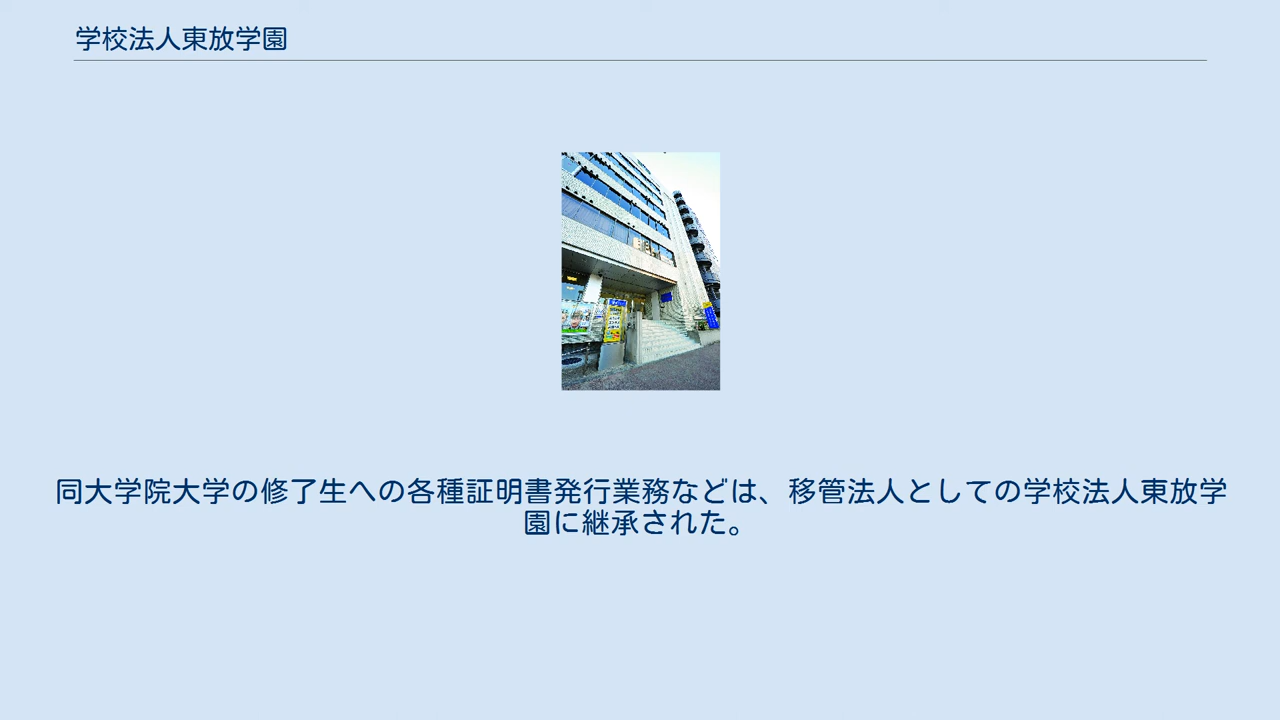 学校法人東放学園
同大学院大学の修了生への各種証明書発行業務などは、移管法人としての学校法人東放学
園に継承された。